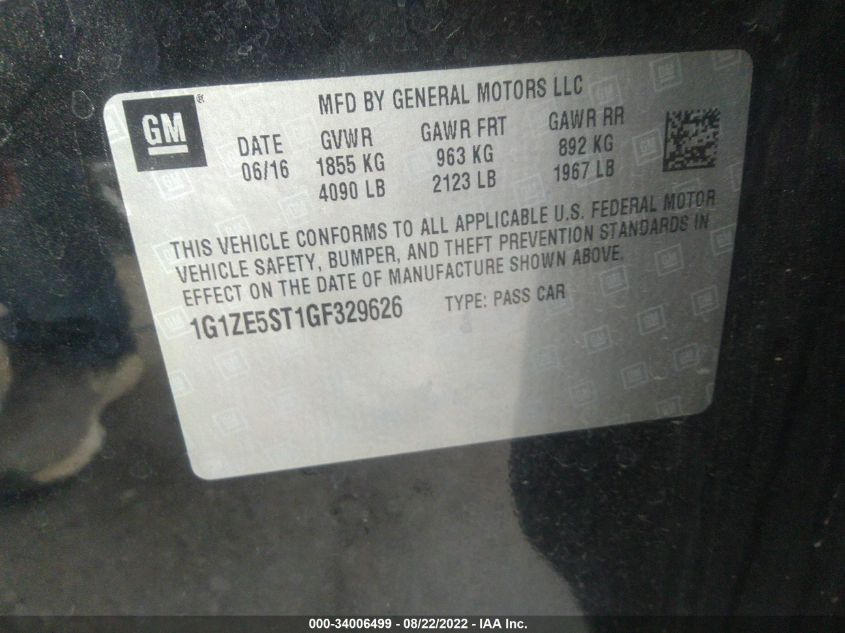 GM®
MFD BY GENERAL MOTORS LLC
DATE GVWR GAWR FRT GAWR RR
06/16 1855 KG 963 KG 892 KG
4090 LB 2123 LB 1967 LB
THIS VEHICLE CONFORMS TO ALL APPLICABLE U.S. FEDERAL MOTOR
VEHICLE SAFETY, BUMPER, AND THEFT PREVENTION STANDARDS IN
EFFECT ON THE DATE OF MANUFACTURE SHOWN ABOVE.
1G1ZE5ST1GF329626 TYPE: PASS CAR
000-34006499 - 08/22/2022 - IAA Inc.